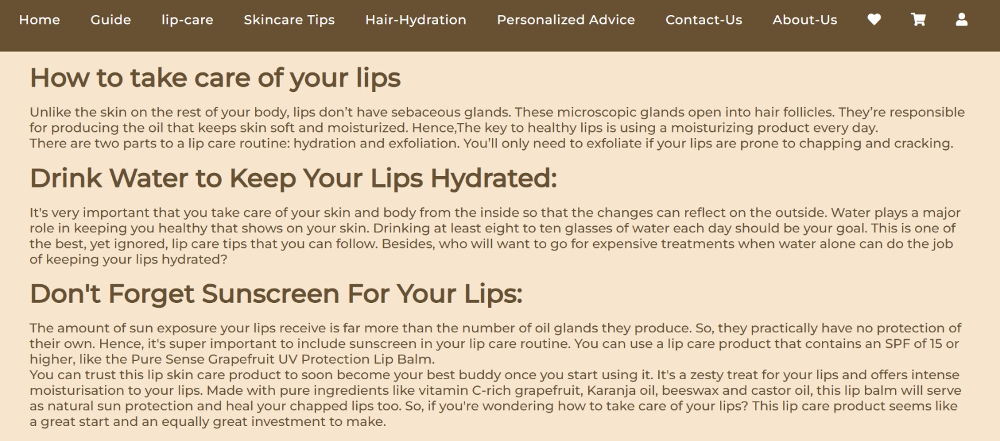 Home Guide lip-care Skincare Tips Hair-Hydration Personalized Advice Contact-Us About-Us
How to take care of your lips
Unlike the skin on the rest of your body, lips don’t have sebaceous glands. These microscopic glands open into hair follicles. They’re responsible
for producing the oil that keeps skin soft and moisturized. Hence,The key to healthy lips is using a moisturizing product every day.
There are two parts to a lip care routine: hydration and exfoliation. You’ll only need to exfoliate if your lips are prone to chapping and cracking.
Drink Water to Keep Your Lips Hydrated:
It's very important that you take care of your skin and body from the inside so that the changes can reflect on the outside. Water plays a major
role in keeping you healthy that shows on your skin. Drinking at least eight to ten glasses of water each day should be your goal. This is one of
the best, yet ignored, lip care tips that you can follow. Besides, who will want to go for expensive treatments when water alone can do the job
of keeping your lips hydrated?
Don't Forget Sunscreen For Your Lips:
The amount of sun exposure your lips receive is far more than the number of oil glands they produce. So, they practically have no protection of
their own. Hence, it's super important to include sunscreen in your lip care routine. You can use a lip care product that contains an SPF of 15 or
higher, like the Pure Sense Grapefruit UV Protection Lip Balm.
You can trust this lip skin care product to soon become your best buddy once you start using it. It's a zesty treat for your lips and offers intense
moisturisation to your lips. Made with pure ingredients like vitamin C-rich grapefruit, Karanja oil, beeswax and castor oil, this lip balm will serve
as natural sun protection and heal your chapped lips too. So, if you're wondering how to take care of your lips? This lip care product seems like
a great start and an equally great investment to make.